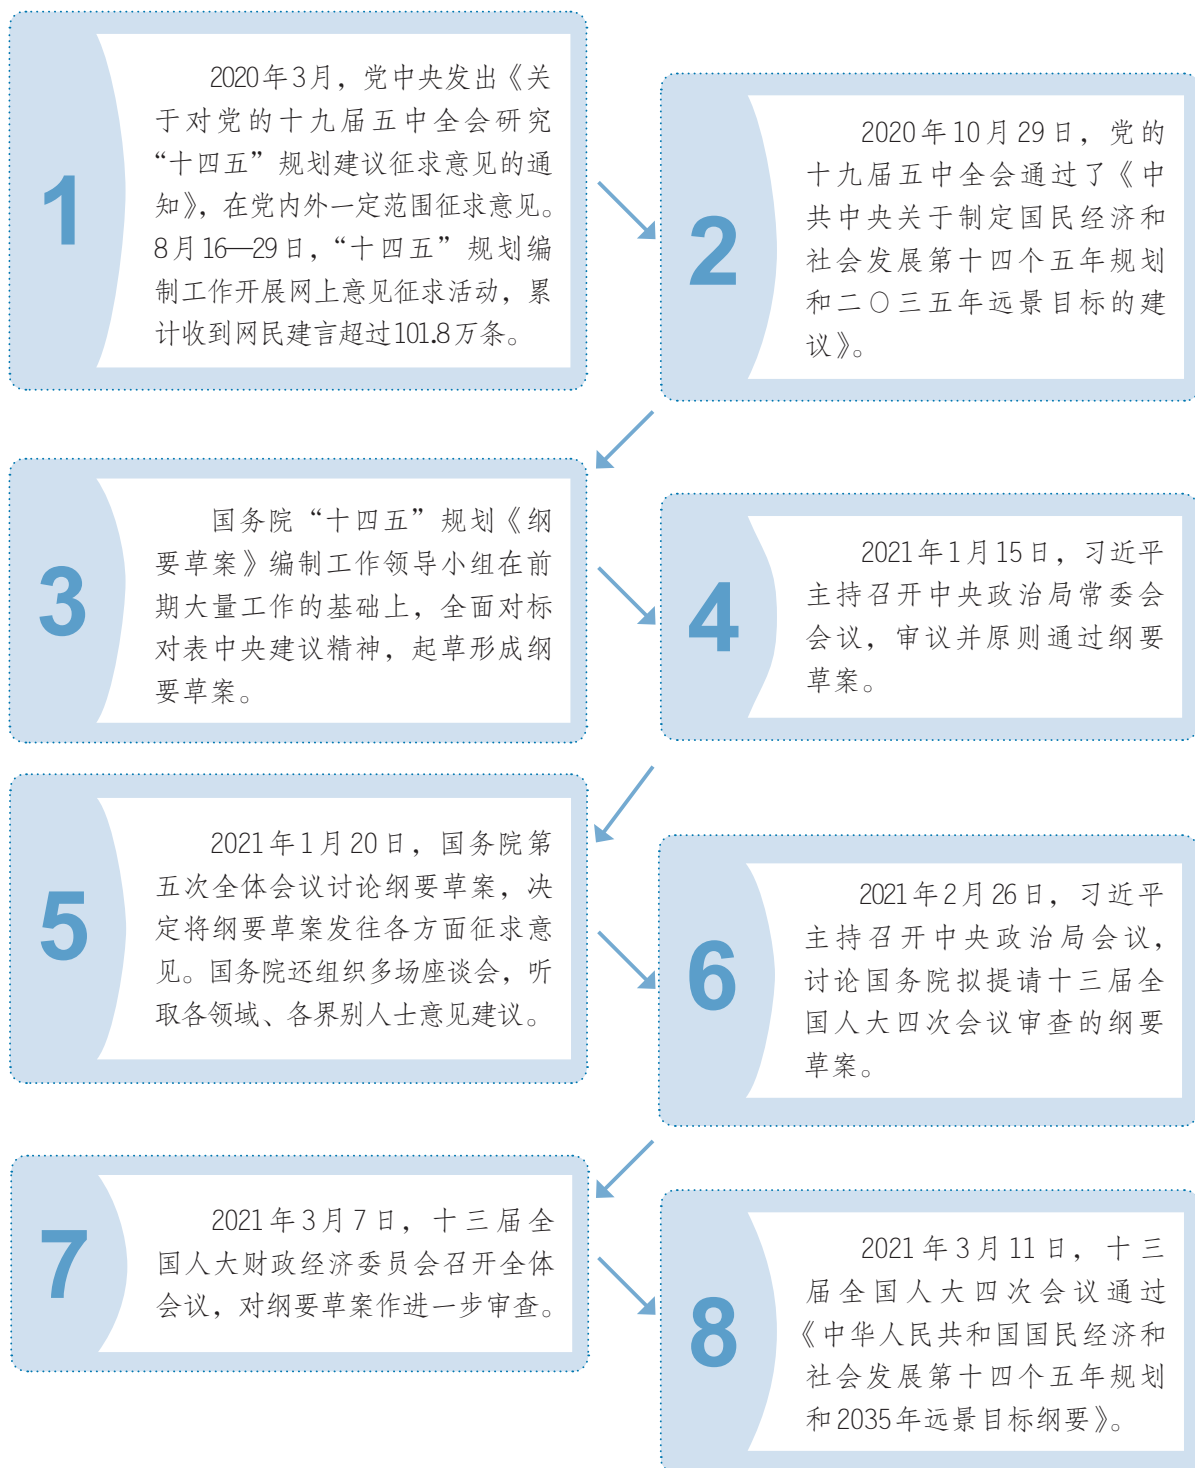 1
2020年3月，党中央发出《关
于对党的十九届五中全会研究
“十四五”规划建议征求意见的通
知》，在党内外一定范围征求意见。
8月16—29日，“十四五”规划编
制工作开展网上意见征求活动，累
计收到网民建言超过101.8万条。
2
2020年10月29日，党的
十九届五中全会通过了《中
共中央关于制定国民经济和
社会发展第十四个五年规划
和二〇三五年远景目标的建
议》。
3
国务院“十四五”规划《纲
要草案》编制工作领导小组在前
期大量工作的基础上，全面对标
对表中央建议精神，起草形成纲
要草案。
4
2021年1月15日，习近平
主持召开中央政治局常委会
会议，审议并原则通过纲要
草案。
5
2021年1月20日，国务院第
五次全体会议讨论纲要草案，决
定将纲要草案发往各方面征求意
见。国务院还组织多场座谈会，听
取各领域、各界别人士意见建议。
6
2021年2月26日，习近平
主持召开中央政治局会议，
讨论国务院拟提请十三届全
国人大四次会议审查的纲要
草案。
7
2021年3月7日，十三届全
国人大财政经济委员会召开全体
会议，对纲要草案作进一步审查。
8
2021年3月11日，十三
届全国人大四次会议通过
《中华人民共和国国民经济和
社会发展第十四个五年规划
和2035年远景目标纲要》。